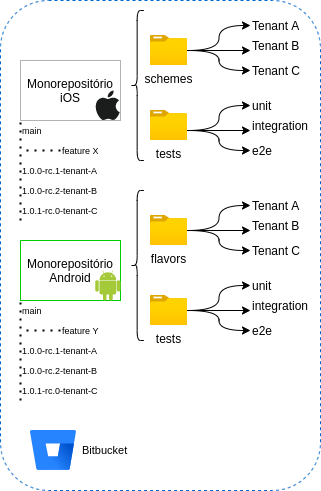 Monorepositório
iOS
main
feature X
1.0.0-rc.1-tenant-A
1.0.0-rc.2-tenant-B
1.0.1-rc.0-tenant-C
schemes
Tenant A
Tenant B
Tenant C
tests
unit
integration
e2e
Monorepositório
Android
main
feature Y
1.0.0-rc.1-tenant-A
1.0.0-rc.2-tenant-B
1.0.1-rc.0-tenant-C
flavors
Tenant A
Tenant B
Tenant C
tests
unit
integration
e2e
Bitbucket